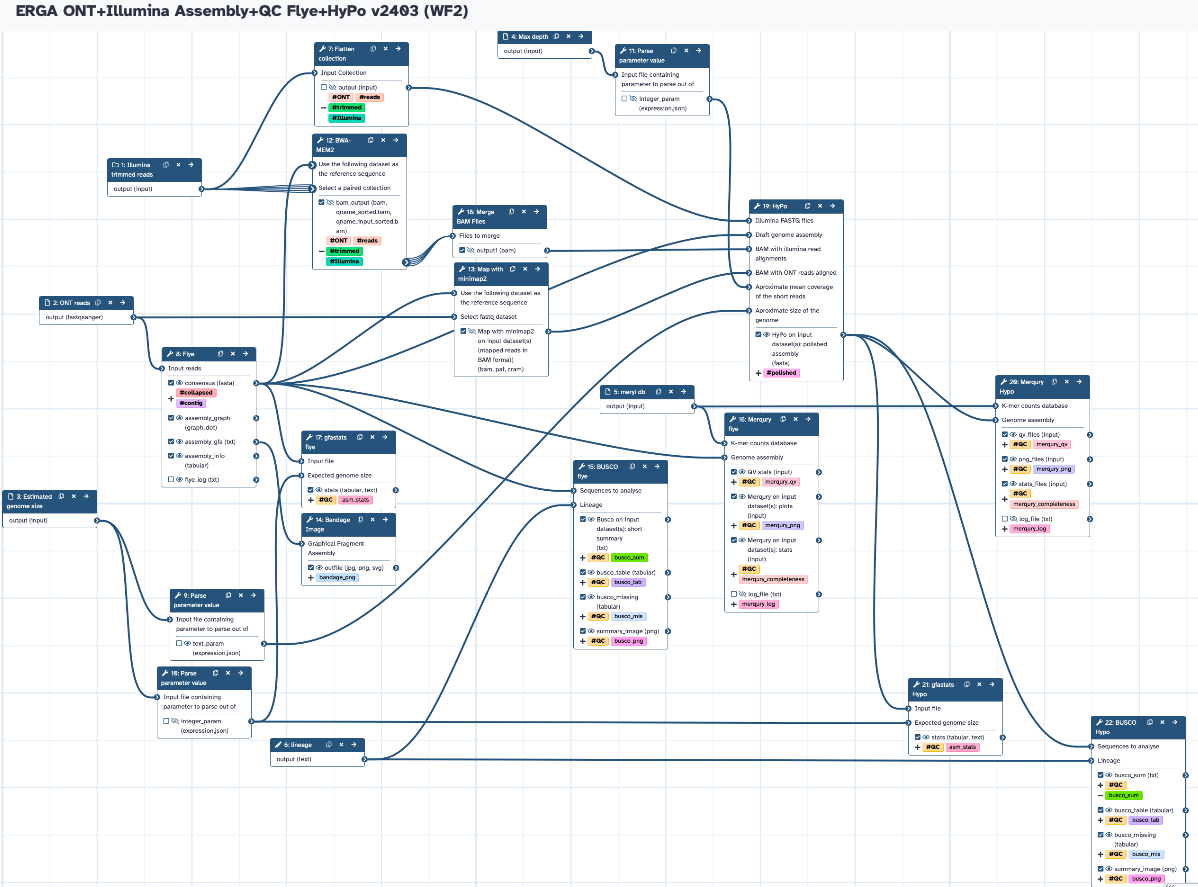 ERGA ONT+Illumina Assembly+QC Flye+HyPo v2403 (WF2)
4: Max depth
output (input)
7: Flatten
collection
Input Collection
output (input)
#ONT #reads
#trimmed
#Illumina
11: Parse
parameter value
Input file containing
parameter to parse out of
integer_param
(expression.json)
12: BWA-
MEM2
Use the following dataset as
the reference sequence
Select a paired collection
bam_output (bam,
qname_sorted.bam,
qname_input_sorted.b
am)
#ONT #reads
#trimmed
#Illumina
1: Illumina
trimmed reads
output (input)
18: Merge
BAM Files
Files to merge
output1 (bam)
19: HyPo
Illumina FASTQ files
Draft genome assembly
BAM with illumina read
alignments
BAM with ONT reads aligned
Aproximate mean coverage
of the short reads
Aproximate size of the
genome
HyPo on input
dataset(s): polished
assembly
(fasta)
#polished
13: Map with
minimap2
Use the following dataset as
the reference sequence
Select fastq dataset
Map with minimap2
on input dataset(s)
(mapped reads in
BAM format)
(bam, paf, cram)
2: ONT reads
output (fastqsanger)
8: Flye
Input reads
consensus (fasta)
#collapsed
#contig
assembly_graph
(graph_dot)
assembly_gfa (txt)
assembly_info
(tabular)
flye_log (txt)
5: meryl db
output (input)
20: Merqury
Hypo
K-mer counts database
Genome assembly
qv_files (input)
#QC merqury_qv
png_files (input)
#QC merqury_png
stats_files (input)
#QC
merqury_completeness
log_file (txt)
merqury_log
16: Merqury
flye
K-mer counts database
Genome assembly
QV stats (input)
#QC merqury_qv
Merqury on input
dataset(s): plots
(input)
#QC merqury_png
Merqury on input
dataset(s): stats
(input)
#QC
merqury_completeness
log_file (txt)
merqury_log
17: gfastats
flye
Input file
Expected genome size
stats (tabular, text)
#QC asm_stats
15: BUSCO
flye
Sequences to analyse
Lineage
Busco on input
dataset(s): short
summary
(txt)
#QC busco_sum
busco_table (tabular)
#QC busco_tab
busco_missing
(tabular)
#QC busco_mis
summary_image (png)
#QC busco_png
3: Estimated
genome size
output (input)
14: Bandage
Image
Graphical Fragment
Assembly
outfile (jpg, png, svg)
bandage_png
9: Parse
parameter value
Input file containing
parameter to parse out of
text_param
(expression.json)
10: Parse
parameter value
Input file containing
parameter to parse out of
integer_param
(expression.json)
6: lineage
output (text)
21: gfastats
Hypo
Input file
Expected genome size
stats (tabular, text)
#QC asm_stats
22: BUSCO
Hypo
Sequences to analyse
Lineage
busco_sum (txt)
#QC
busco_sum
busco_table (tabular)
#QC busco_tab
busco_missing
(tabular)
#QC busco_mis
summary_image (png)
#QC busco_png